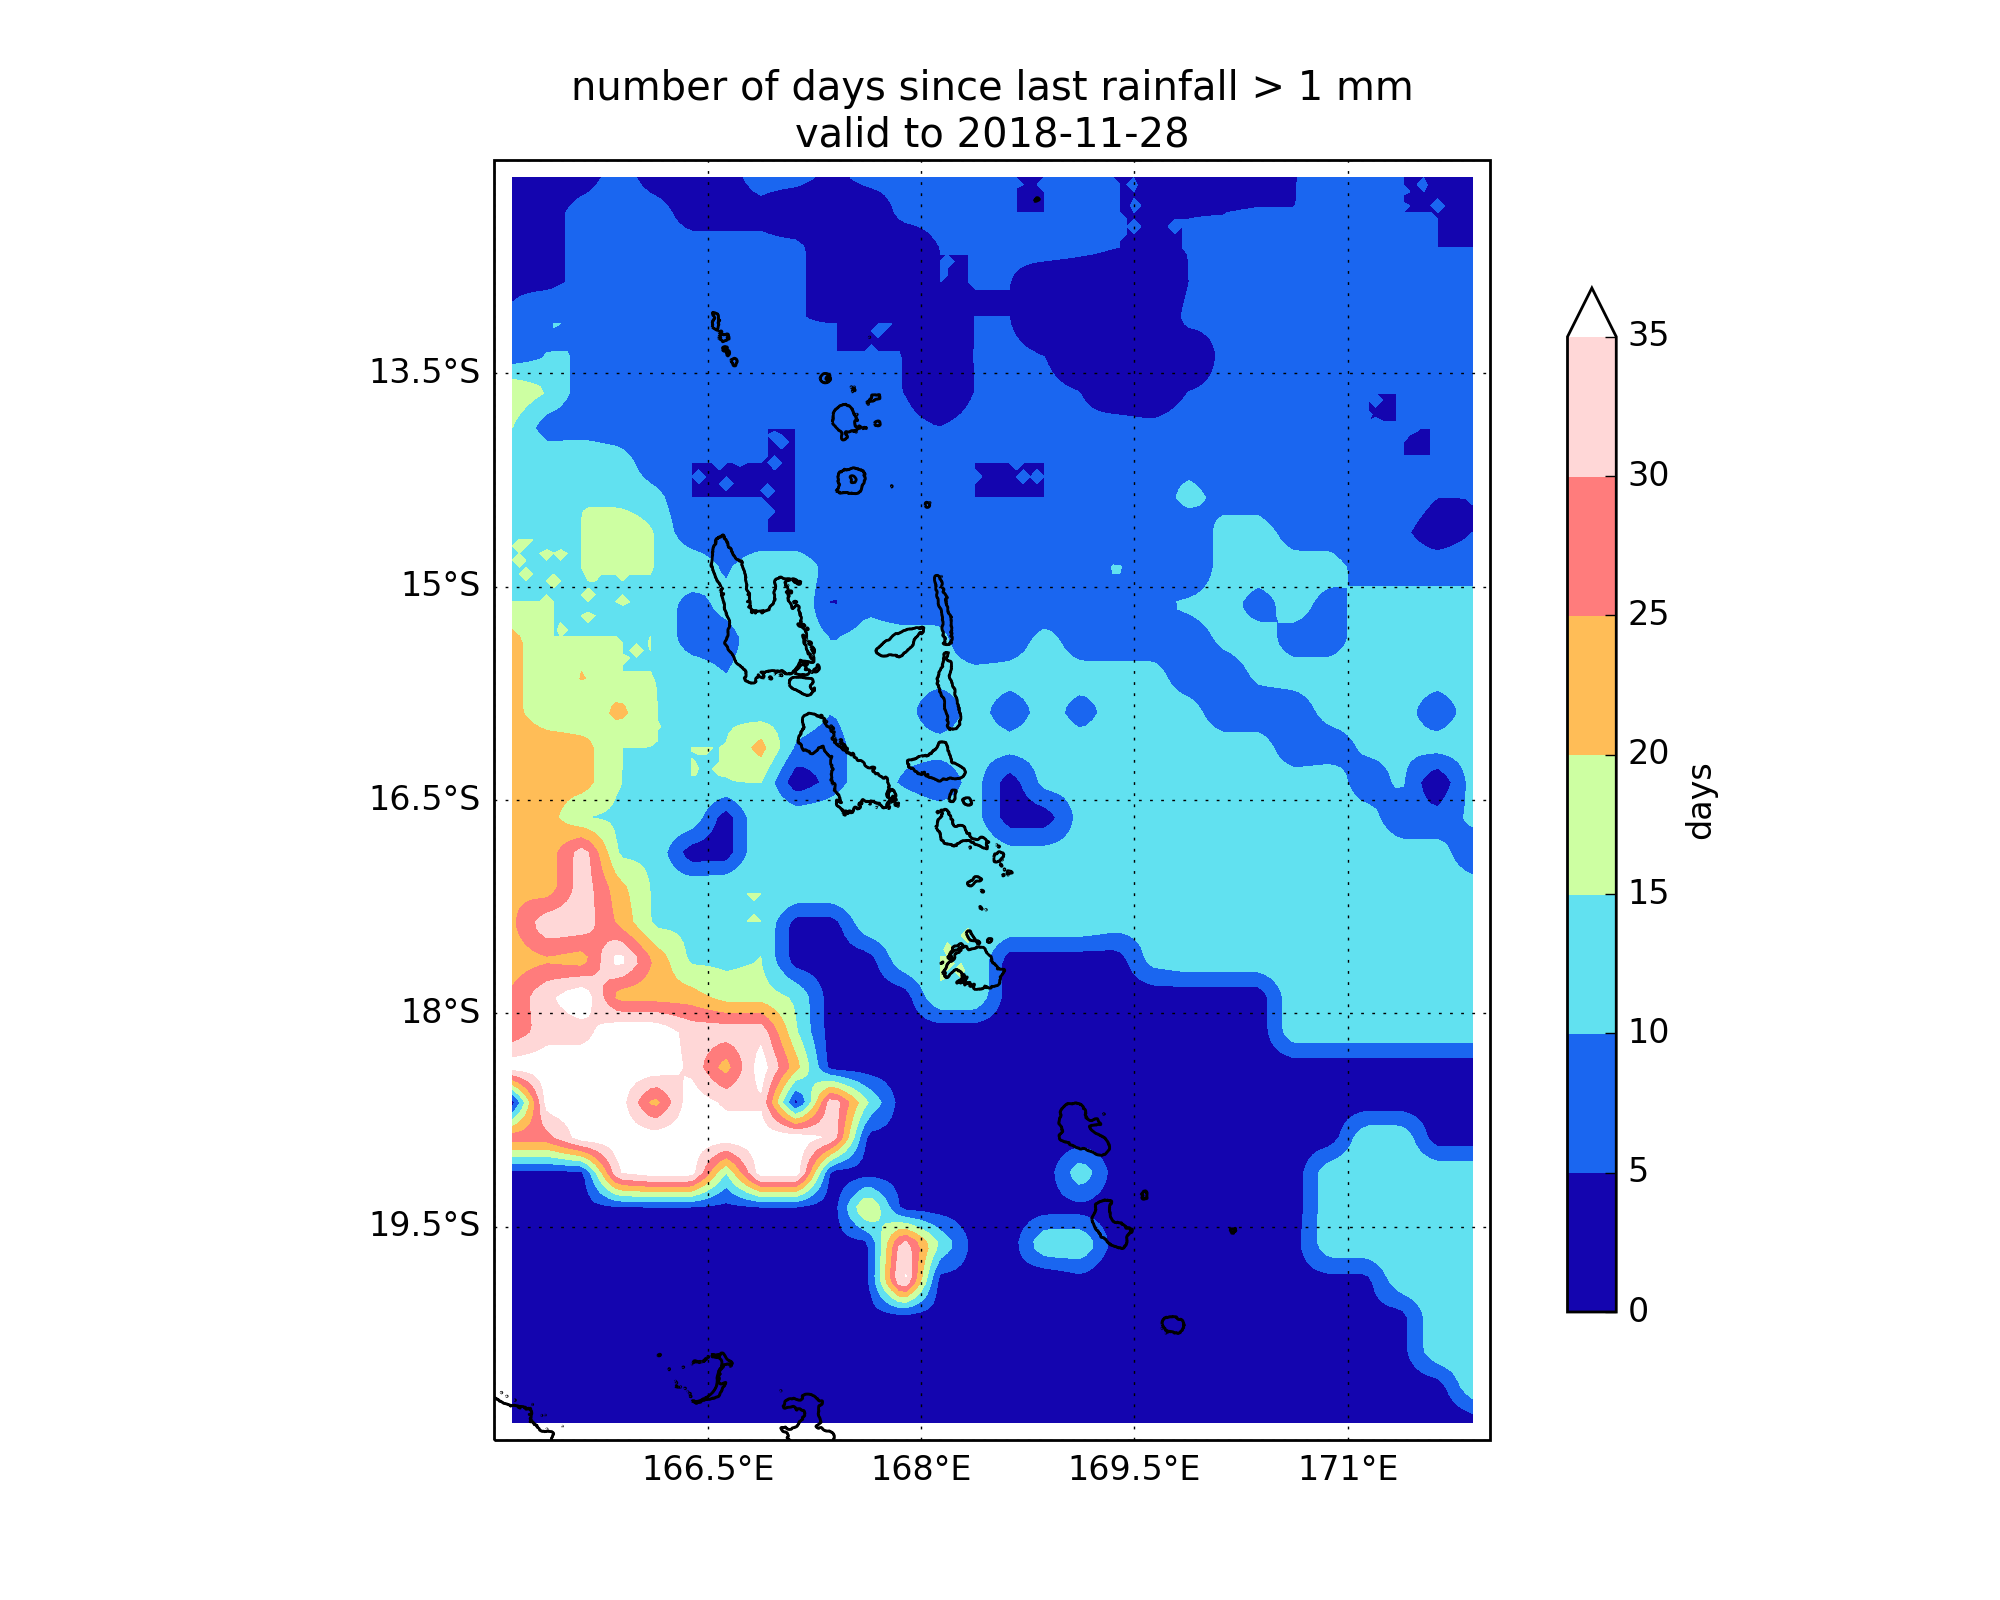 number of days since last rainfall > 1 mm
valid to 2018-11-28
13.5°S
15°S
16.5°S
18°S
19.5°S
166.5°E
168°E
169.5°E
171°E
35
30
25
20
15
10
5
0
days